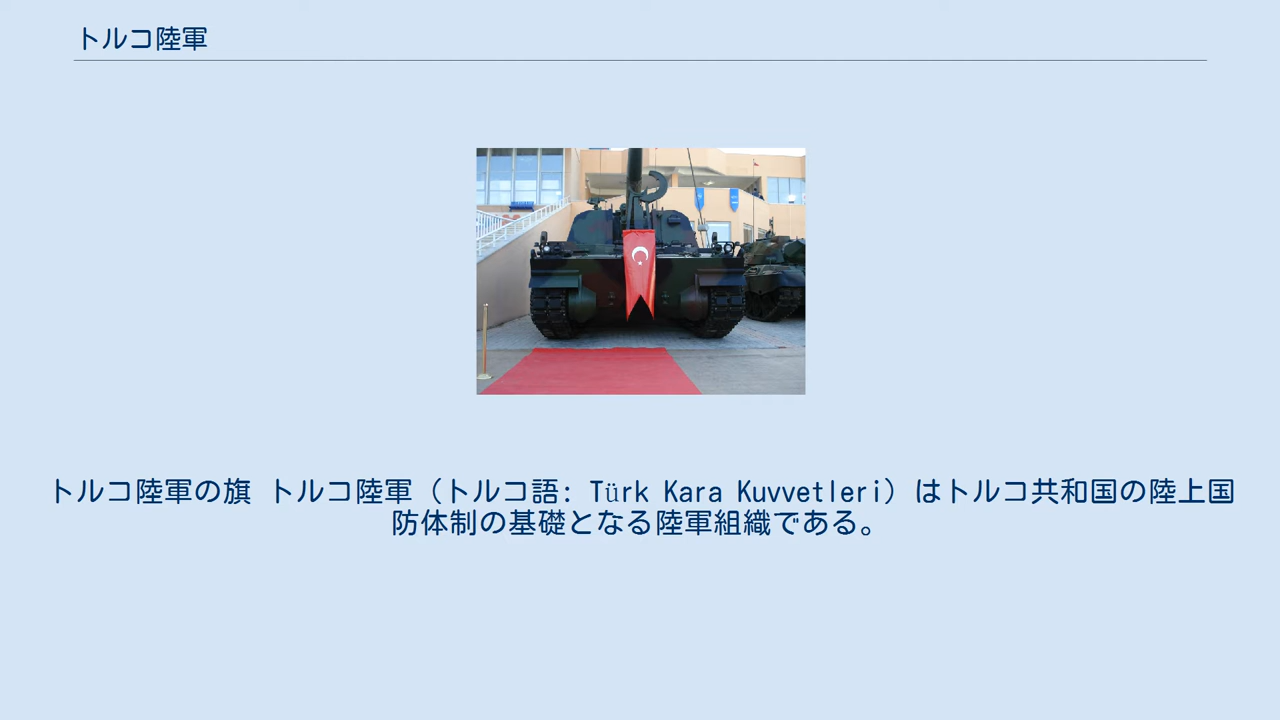 トルコ陸軍
トルコ陸軍の旗 トルコ陸軍（トルコ語: Türk Kara Kuvvetleri）はトルコ共和国の陸上国
防体制の基礎となる陸軍組織である。